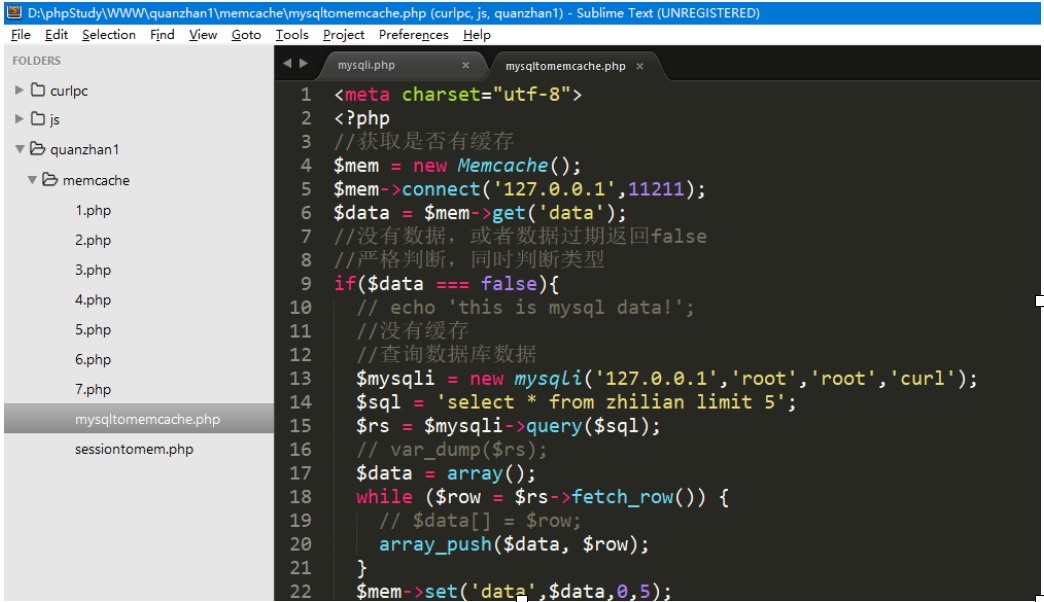 D:\phpStudy\WWW\quanzhan1\memcache\mysqltomemcache.php (curlpc, js, quanzhan1) - Sublime Text (UNREGISTERED)
File Edit Selection Find View Goto Tools Project Preferences Help
FOLDERS
curlpc
js
quanzhan1
memcache
1.php
2.php
3.php
4.php
5.php
6.php
7.php
mysqltomemcache.php
sessiontomem.php
mysqli.php × mysqltomemcache.php ×
1 <meta charset="utf-8">
2 <?php
3 //获取是否有缓存
4 $mem = new Memcache();
5 $mem->connect('127.0.0.1',11211);
6 $data = $mem->get('data');
7 //没有数据，或者数据过期返回false
8 //严格判断，同时判断类型
9 if($data === false){
10 // echo 'this is mysql data!';
11 //没有缓存
12 //查询数据库数据
13 $mysqli = new mysqli('127.0.0.1','root','root','curl');
14 $sql = 'select * from zhilian limit 5';
15 $rs = $mysqli->query($sql);
16 // var_dump($rs);
17 $data = array();
18 while ($row = $rs->fetch_row()) {
19 // $data[] = $row;
20 array_push($data, $row);
21 }
22 $mem->set('data',$data,0,5);